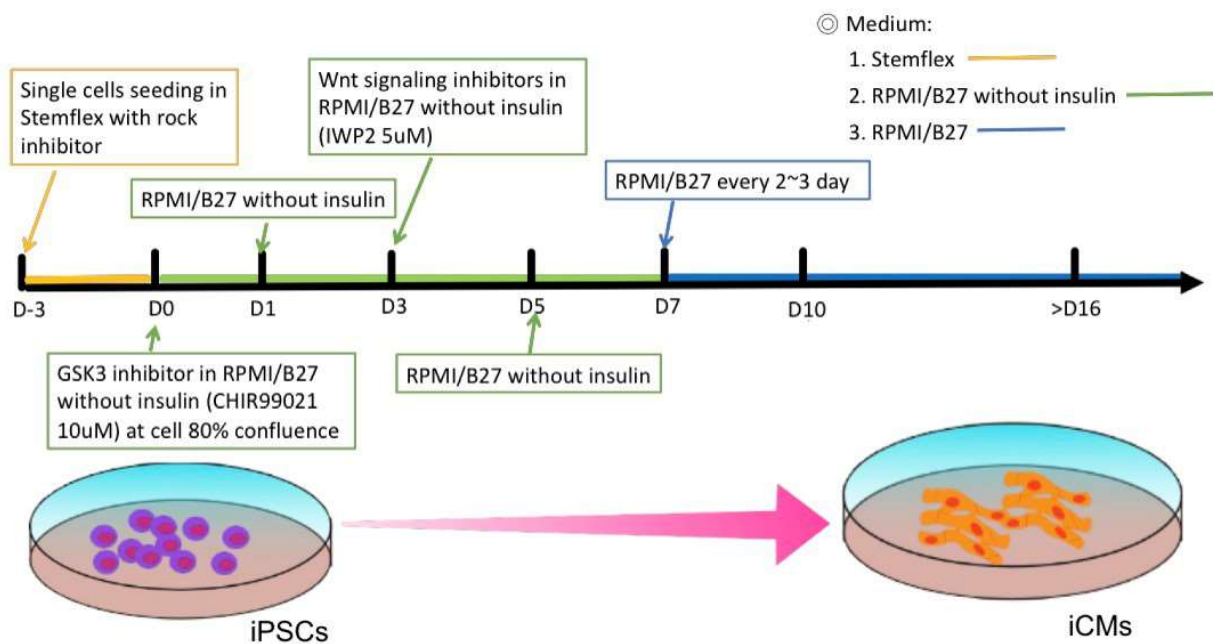 ◎ Medium:
1. Stemflex
2. RPMI/B27 without insulin
3. RPMI/B27
Single cells seeding in
Stemflex with rock
inhibitor
Wnt signaling inhibitors in
RPMI/B27 without insulin
(IWP2 5uM)
RPMI/B27 without insulin
RPMI/B27 every 2~3 day
D-3
D0
D1
D3
D5
D7
D10
>D16
GSK3 inhibitor in RPMI/B27
without insulin (CHIR99021
10uM) at cell 80% confluence
RPMI/B27 without insulin
iPSCs
iCMs